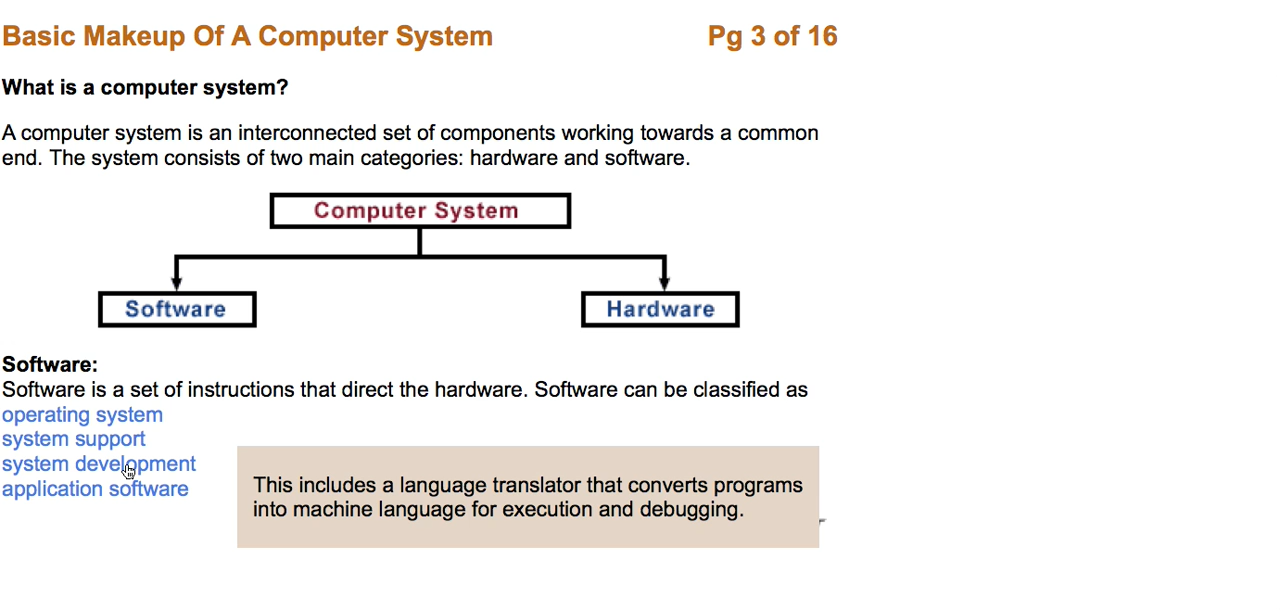 Basic Makeup Of A Computer System Pg 3 of 16
What is a computer system?
A computer system is an interconnected set of components working towards a common
end. The system consists of two main categories: hardware and software.
Computer System
Software Hardware
Software:
Software is a set of instructions that direct the hardware. Software can be classified as
operating system
system support
system development
application software
This includes a language translator that converts programs
into machine language for execution and debugging.